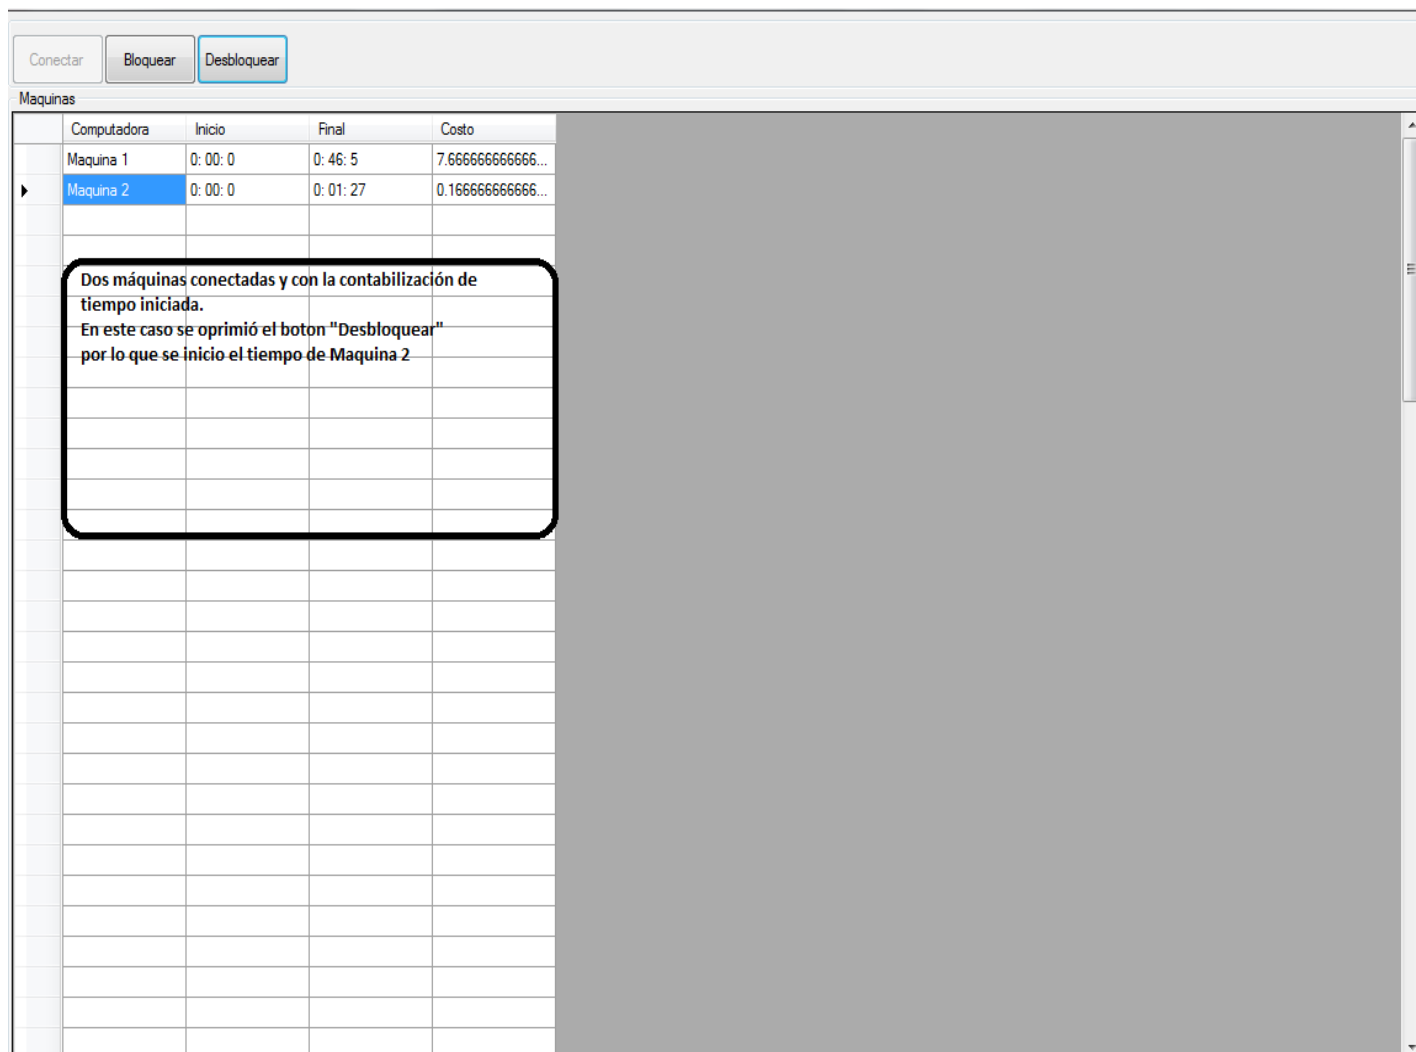 Conectar Bloquear Desbloquear
Maquinas
Computadora Inicio Final Costo
Maquina 1 0: 00: 0 0: 46: 5 7.666666666666...
Maquina 2 0: 00: 0 0: 01: 27 0.166666666666...
Dos máquinas conectadas y con la contabilización de
tiempo iniciada.
En este caso se oprimió el boton "Desbloquear"
por lo que se inicio el tiempo de Maquina 2